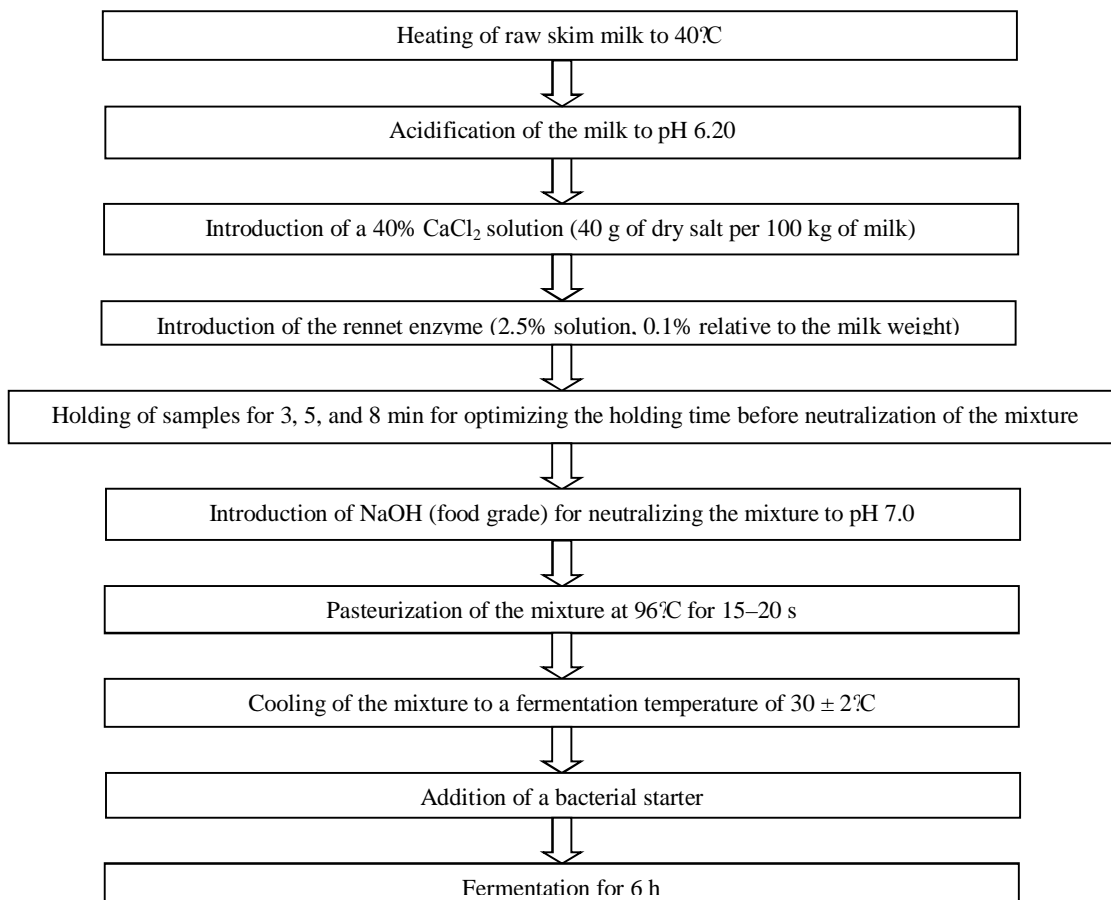 Heating of raw skim milk to 40?C
Acidification of the milk to pH 6.20
Introduction of a 40% CaCl₂ solution (40 g of dry salt per 100 kg of milk)
Introduction of the rennet enzyme (2.5% solution, 0.1% relative to the milk weight)
Holding of samples for 3, 5, and 8 min for optimizing the holding time before neutralization of the mixture
Introduction of NaOH (food grade) for neutralizing the mixture to pH 7.0
Pasteurization of the mixture at 96?C for 15–20 s
Cooling of the mixture to a fermentation temperature of 30 ± 2?C
Addition of a bacterial starter
Fermentation for 6 h